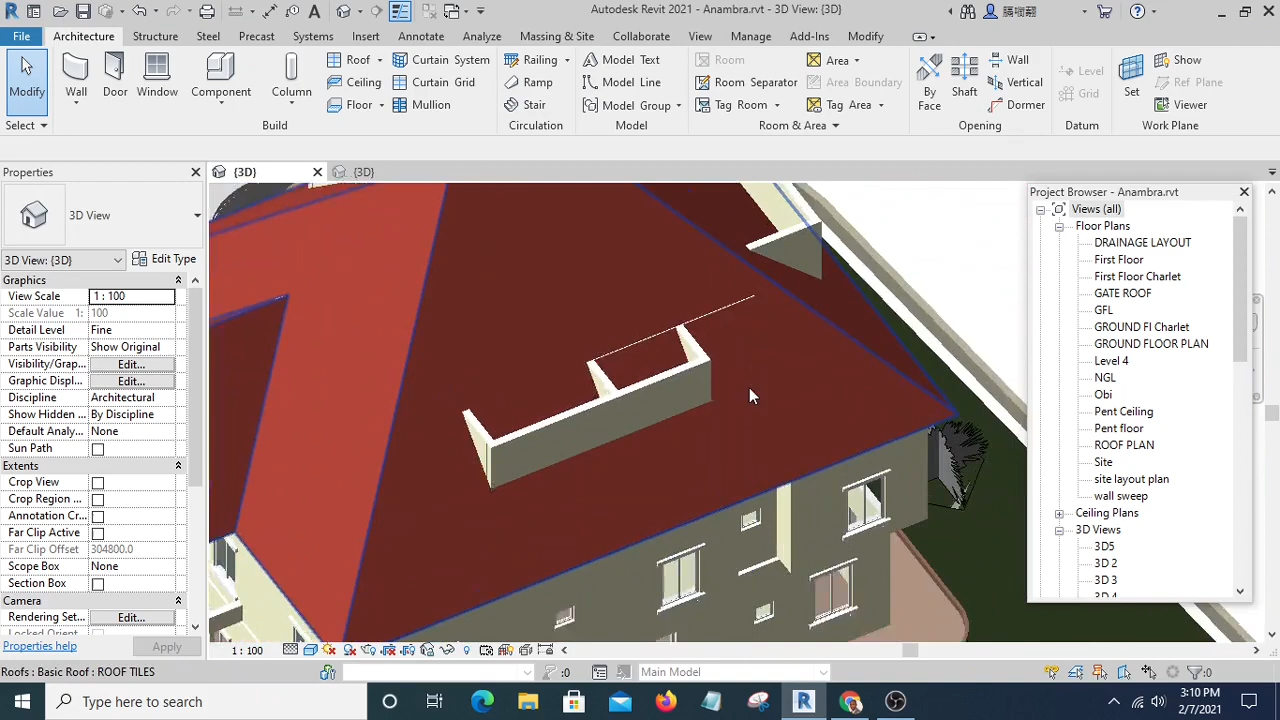 Autodesk Revit 2021 - Anambra.rvt - 3D View: {3D}
File Architecture Structure Steel Precast Systems Insert Annotate Analyze Massing & Site Collaborate View Manage Add-Ins Modify
Modify
Select
Wall
Door
Window
Component
Column
Roof
Ceiling
Floor
Curtain System
Curtain Grid
Mullion
Build
Railing
Ramp
Stair
Circulation
Model Text
Model Line
Model Group
Model
Room
Room Separator
Tag Room
Area
Area Boundary
Tag Area
Room & Area
By Face
Shaft
Wall
Vertical
Dormer
Opening
Level
Grid
Datum
Set
Show
Ref Plane
Viewer
Work Plane
Properties
3D View
3D View: {3D} Edit Type
Graphics
View Scale 1 : 100
Scale Value 1: 100
Detail Level Fine
Parts Visibility Show Original
Visibility/Grap... Edit...
Graphic Displ... Edit...
Discipline Architectural
Show Hidden ... By Discipline
Default Analy... None
Sun Path
Extents
Crop View
Crop Region ...
Annotation Cr...
Far Clip Active
Far Clip Offset 304800.0
Scope Box None
Section Box
Camera
Rendering Set... Edit...
Properties help Apply
{3D} {3D}
Project Browser - Anambra.rvt
Views (all)
Floor Plans
DRAINAGE LAYOUT
First Floor
First Floor Charlet
GATE ROOF
GFL
GROUND Fl Charlet
GROUND FLOOR PLAN
Level 4
NGL
Obi
Pent Ceiling
Pent floor
ROOF PLAN
Site
site layout plan
wall sweep
Ceiling Plans
3D Views
3D5
3D 2
3D 3
1 : 100
Roofs : Basic Roof : ROOF TILES
:0
Main Model
:0
Type here to search
3:10 PM
2/7/2021